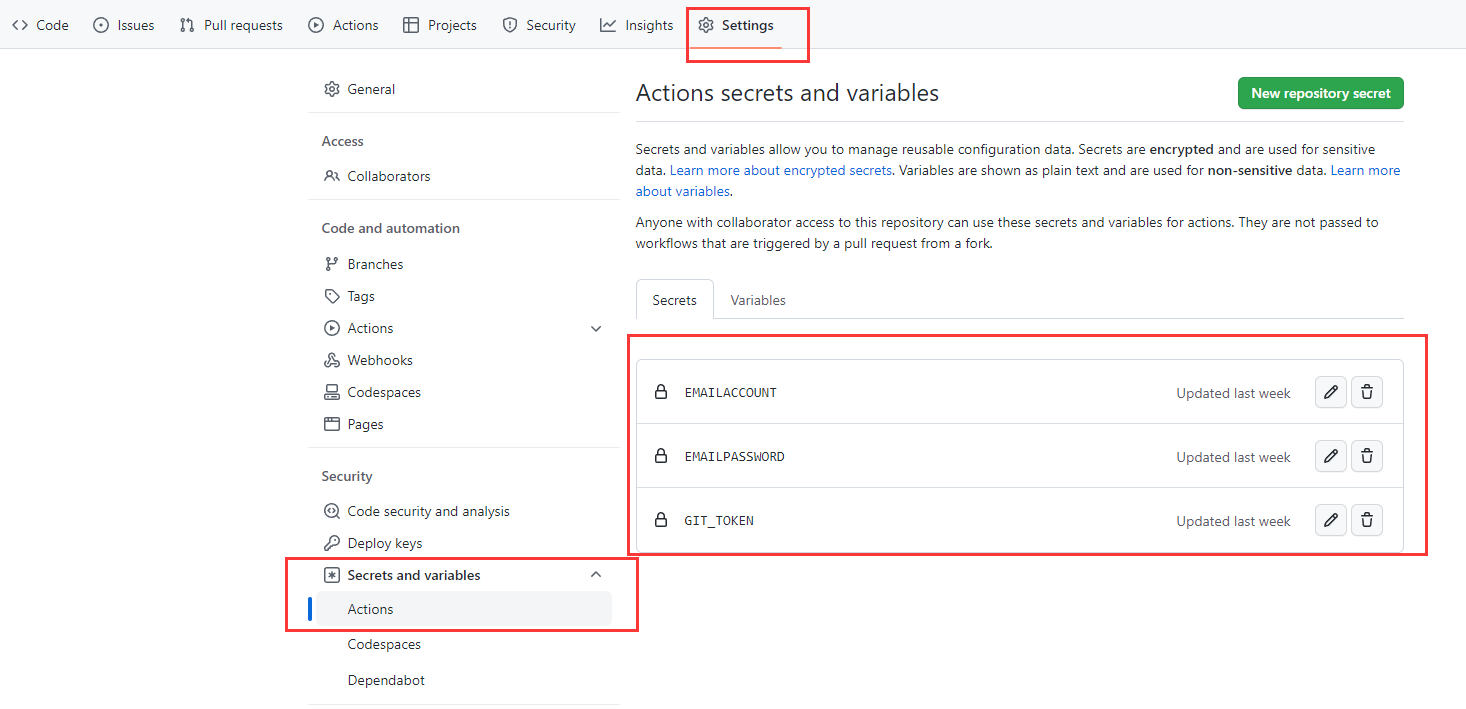 Code Issues Pull requests Actions Projects Security Insights Settings
General
Access
Collaborators
Code and automation
Branches
Tags
Actions
Webhooks
Codespaces
Pages
Security
Code security and analysis
Deploy keys
Secrets and variables
Actions
Codespaces
Dependabot
Actions secrets and variables
New repository secret
Secrets and variables allow you to manage reusable configuration data. Secrets are encrypted and are used for sensitive
data. Learn more about encrypted secrets. Variables are shown as plain text and are used for non-sensitive data. Learn more
about variables.
Anyone with collaborator access to this repository can use these secrets and variables for actions. They are not passed to
workflows that are triggered by a pull request from a fork.
Secrets Variables
EMAILACCOUNT Updated last week
EMAILPASSWORD Updated last week
GIT_TOKEN Updated last week